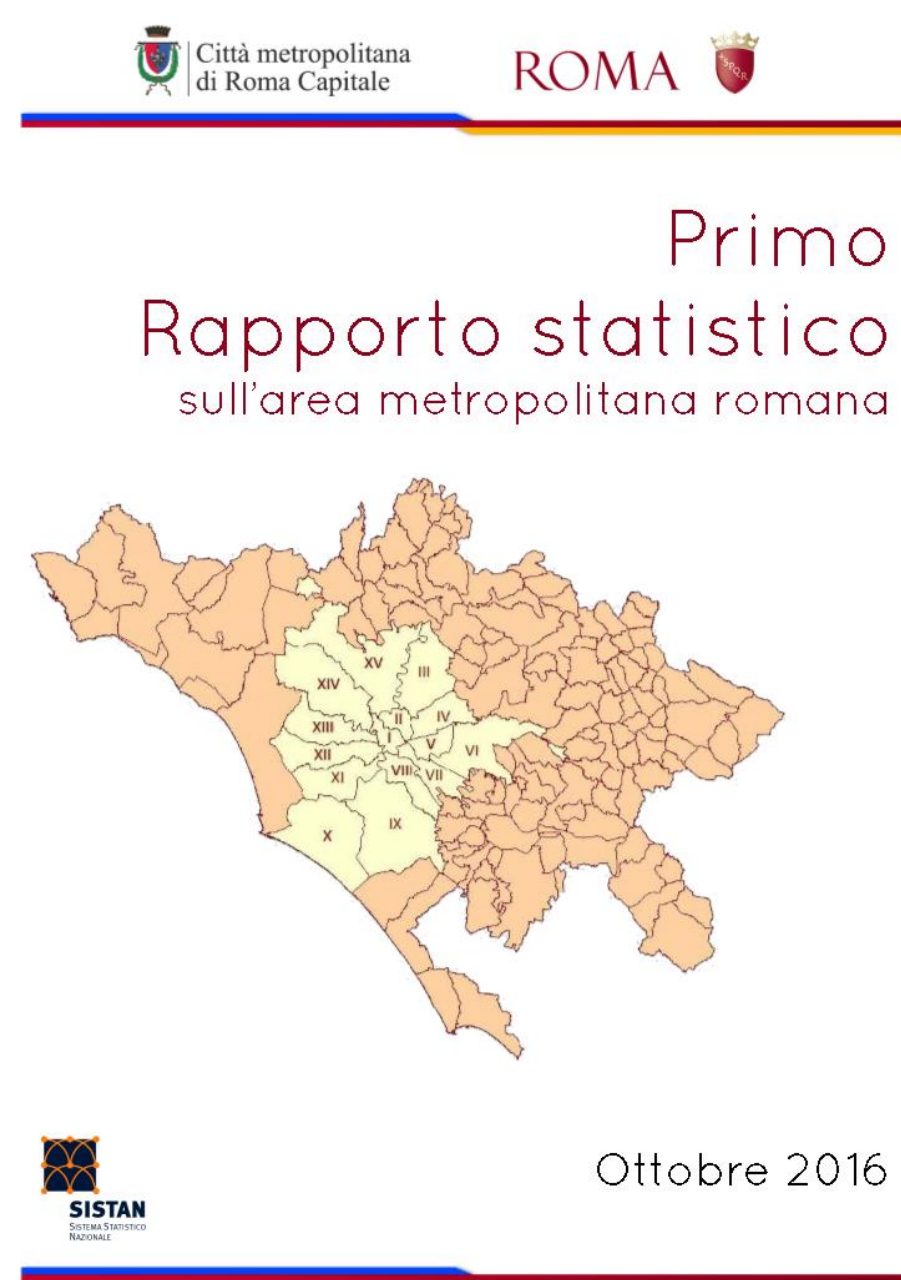 Città metropolitana
di Roma Capitale
ROMA
SPQR
Primo
Rapporto statistico
sull'area metropolitana romana
XV
III
XIV
II
IV
XIII
I
V
VI
XII
XI
VIII
VII
X
IX
Ottobre 2016
SISTAN
SISTEMA STATISTICO
NAZIONALE